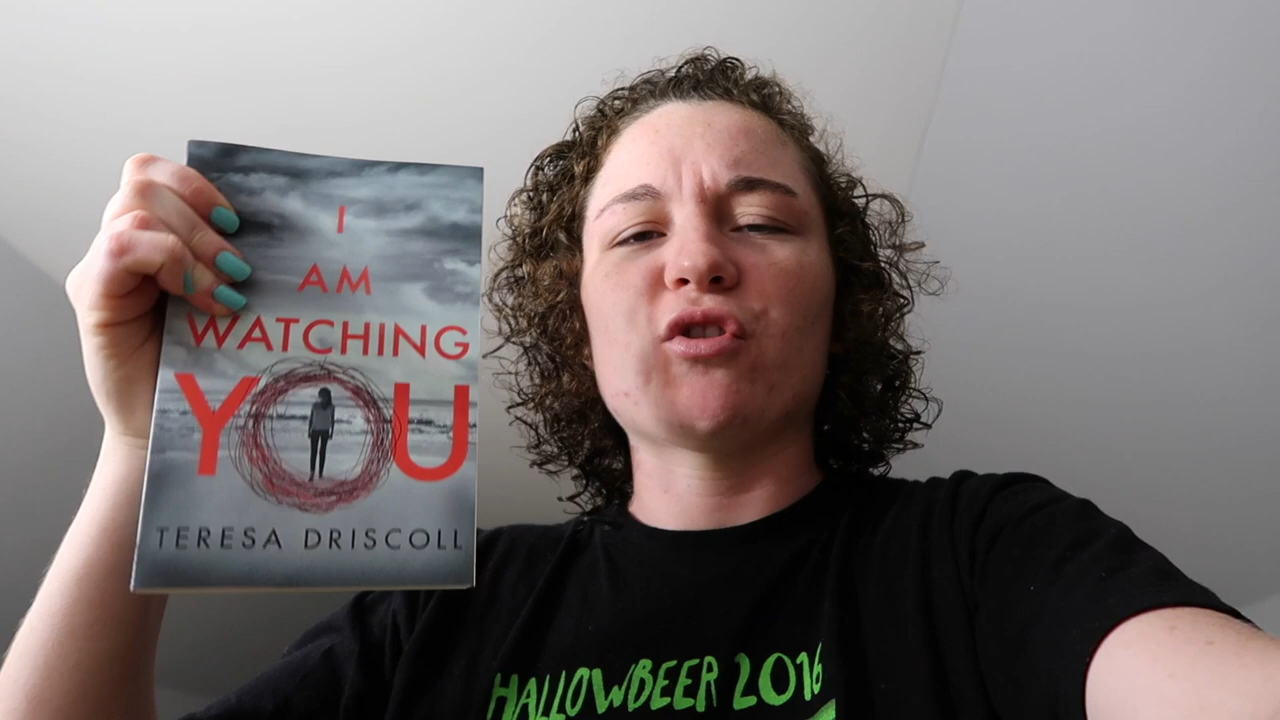 I
AM
WATCHING
YOU
TERESA DRISCOLL
HALLOWBEER 2016